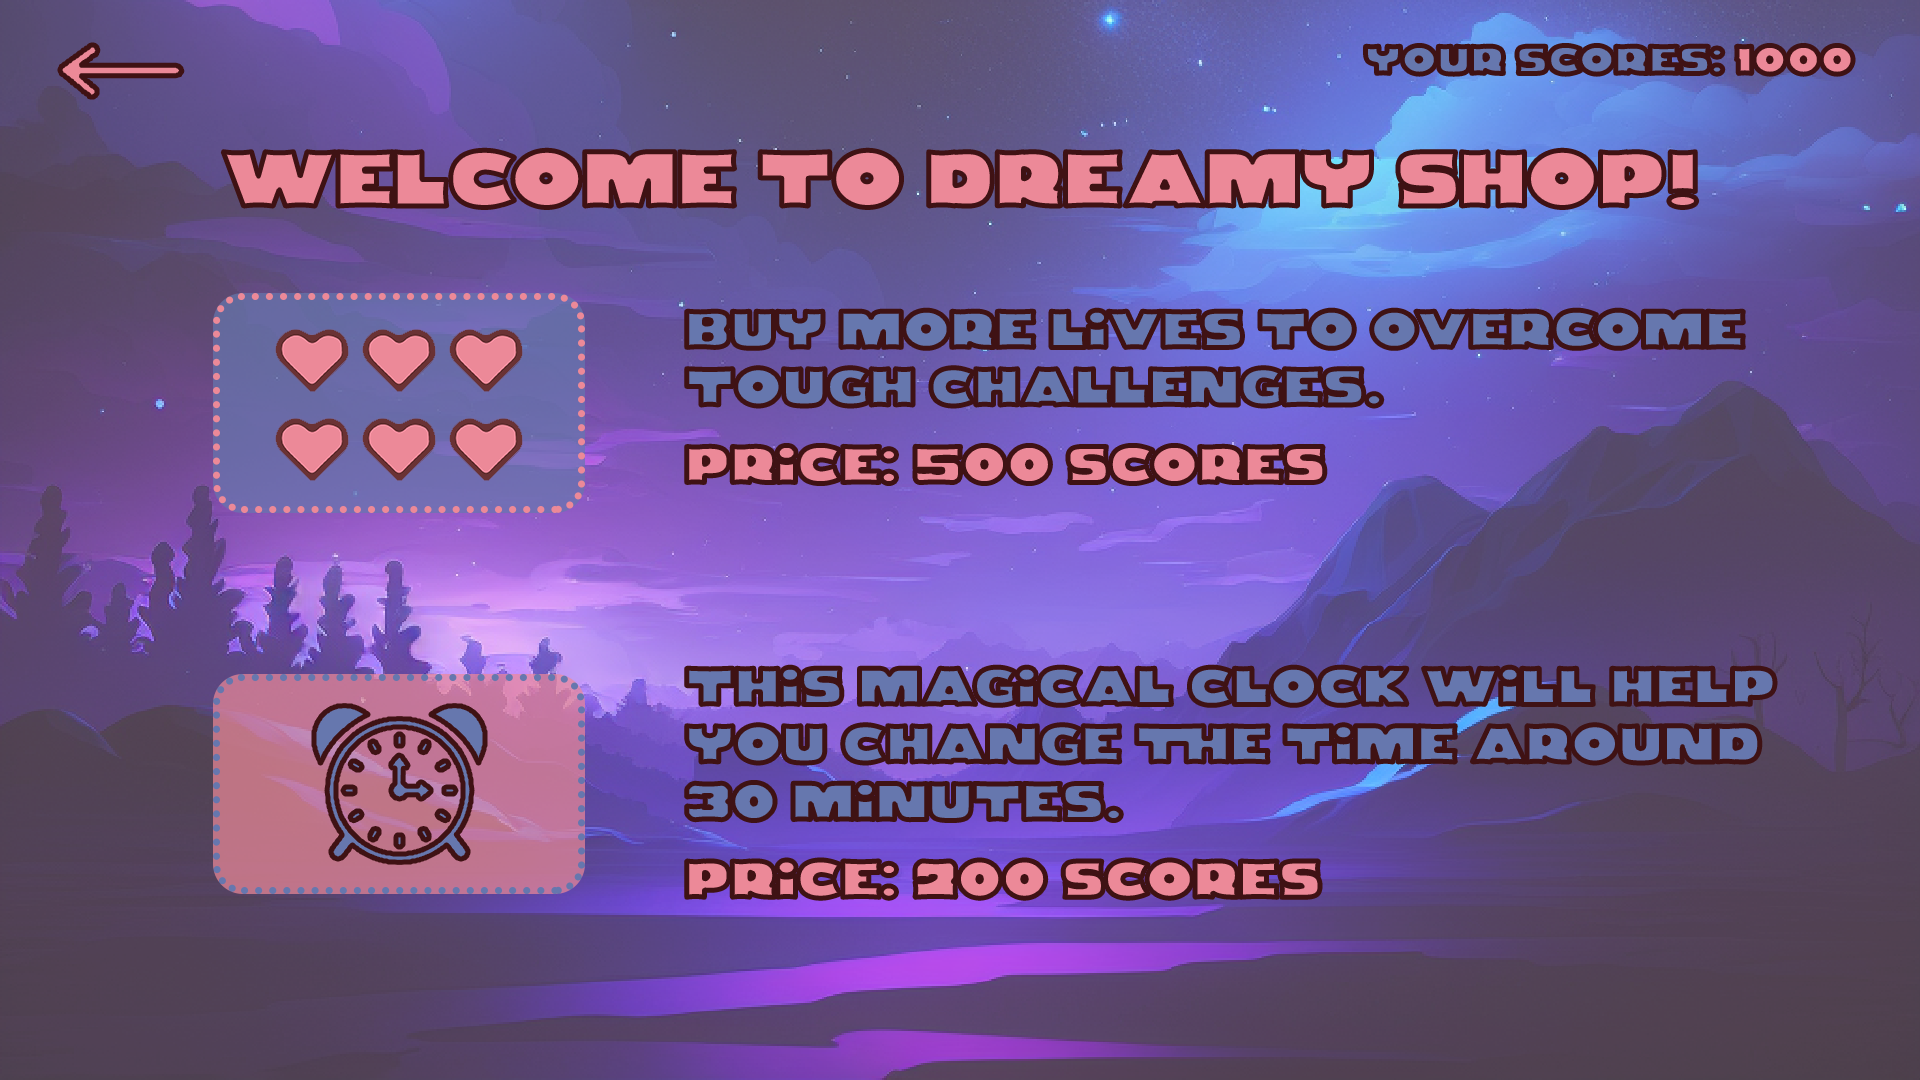 YOUR SCORES: 1000
WELCOME TO DREAMY SHOP!
BUY MORE LiVES TO OVERCOME
TOUGH CHALLENGES.
PRiCE: 500 SCORES
THiS MAGiCAL CLOCK WiLL HELP
YOU CHANGE THE TiME AROUND
30 MiNUTES.
PRiCE: 200 SCORES